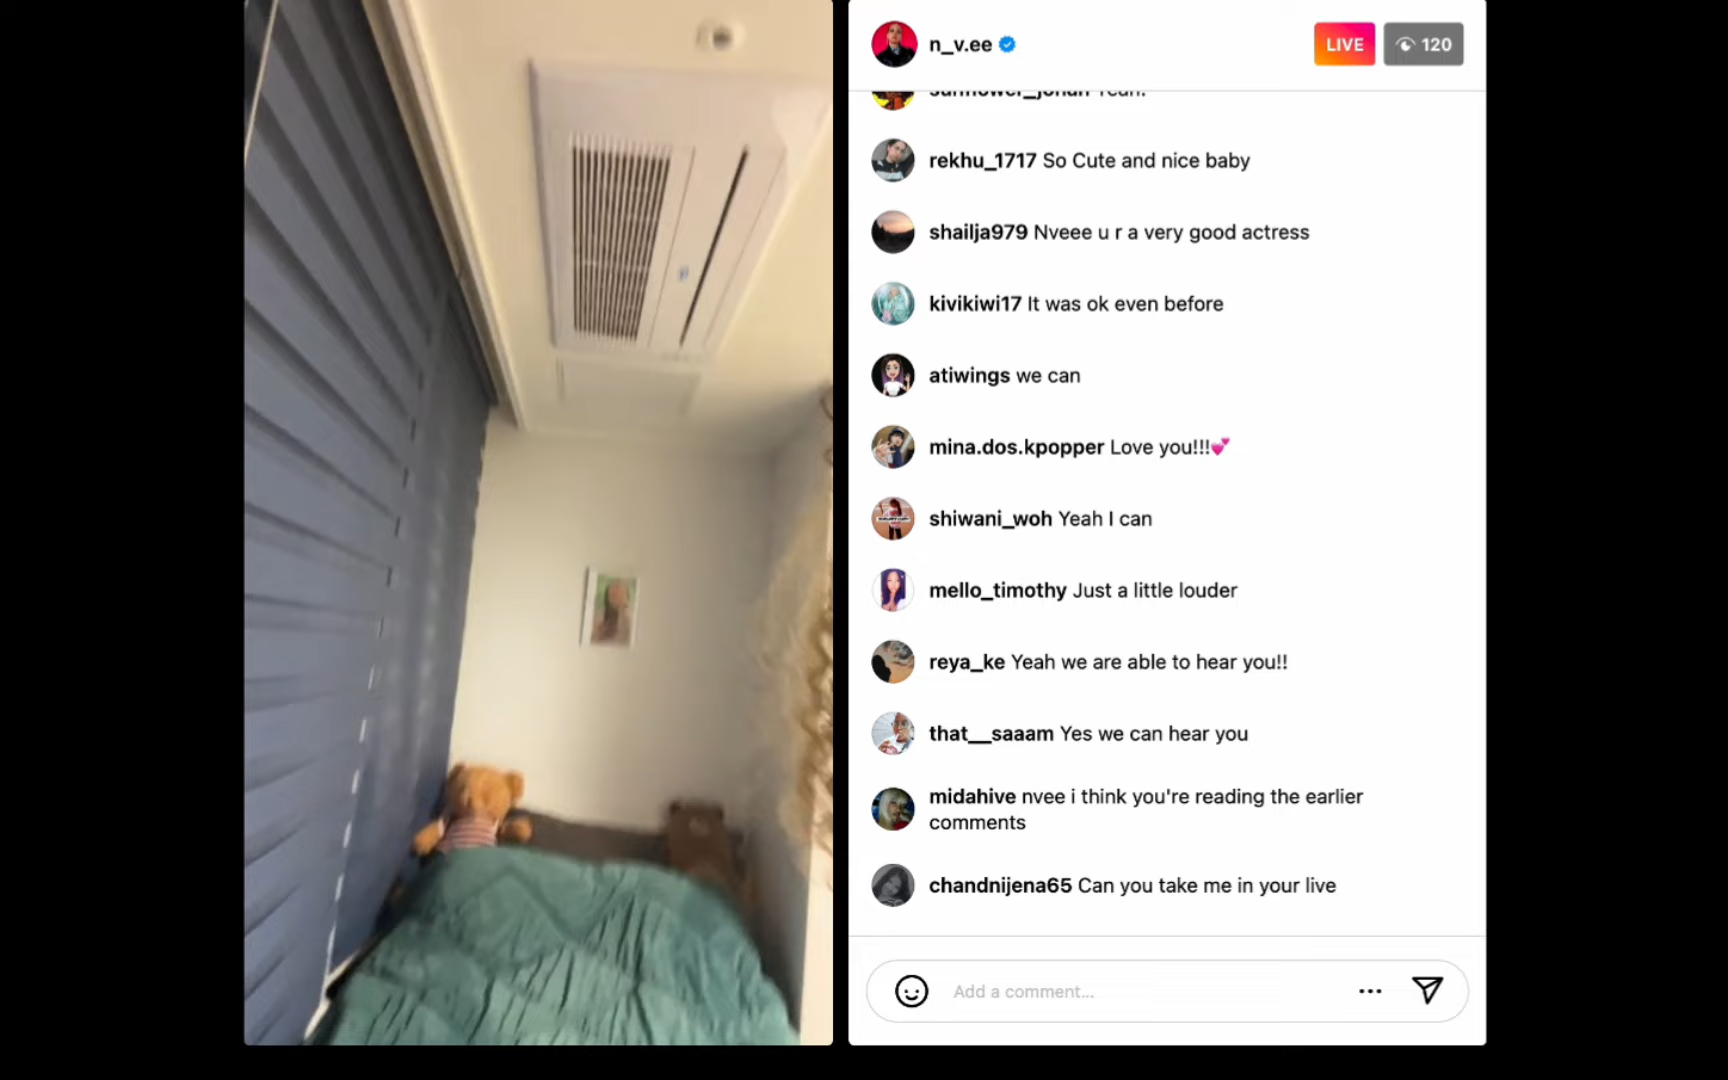 n_v.ee
LIVE
120
sunflower_jonah Yeah!
rekhu_1717 So Cute and nice baby
shailja979 Nveee u r a very good actress
kivikiwi17 It was ok even before
atiwings we can
mina.dos.kpopper Love you!!!💕
shiwani_woh Yeah I can
mello_timothy Just a little louder
reya_ke Yeah we are able to hear you!!
that__saaam Yes we can hear you
midahive nvee i think you're reading the earlier
comments
chandnijena65 Can you take me in your live
Add a comment...